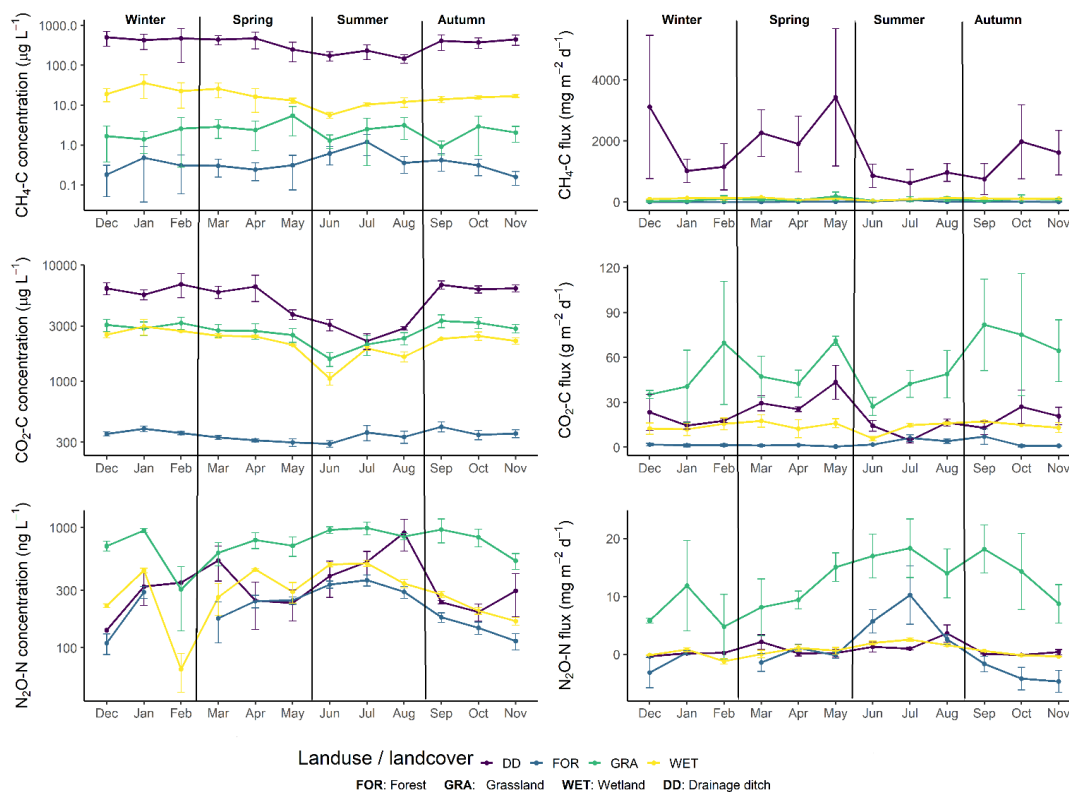 Winter Spring Summer Autumn
CH₄-C concentration (µg L⁻¹)
1000.0
100.0
10.0
1.0
0.1
Dec Jan Feb Mar Apr May Jun Jul Aug Sep Oct Nov
Winter Spring Summer Autumn
CH₄-C flux (mg m⁻² d⁻¹)
4000
2000
0
Dec Jan Feb Mar Apr May Jun Jul Aug Sep Oct Nov
CO₂-C concentration (µg L⁻¹)
10000
3000
1000
300
Dec Jan Feb Mar Apr May Jun Jul Aug Sep Oct Nov
CO₂-C flux (g m⁻² d⁻¹)
120
90
60
30
0
Dec Jan Feb Mar Apr May Jun Jul Aug Sep Oct Nov
N₂O-N concentration (ng L⁻¹)
1000
300
100
Dec Jan Feb Mar Apr May Jun Jul Aug Sep Oct Nov
N₂O-N flux (mg m⁻² d⁻¹)
20
10
0
Dec Jan Feb Mar Apr May Jun Jul Aug Sep Oct Nov
Landuse / landcover DD FOR GRA WET
FOR: Forest GRA: Grassland WET: Wetland DD: Drainage ditch